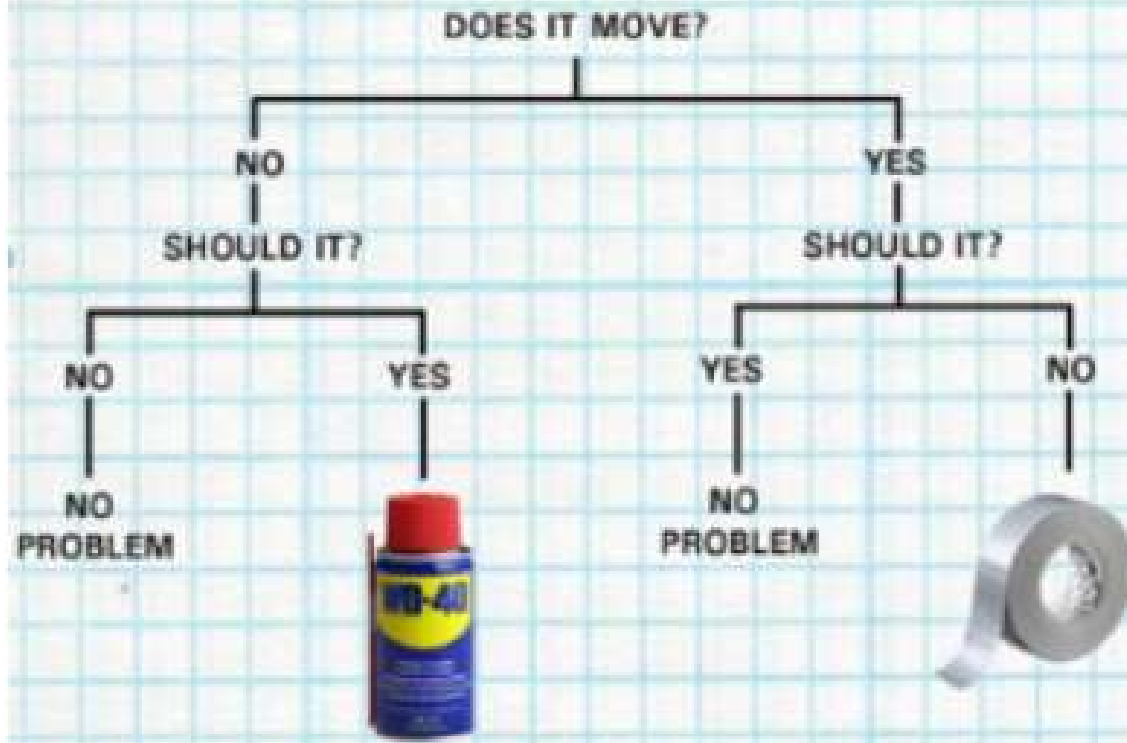 DOES IT MOVE?
NO
YES
SHOULD IT?
SHOULD IT?
NO
YES
YES
NO
NO
PROBLEM
WD-40
NO
PROBLEM